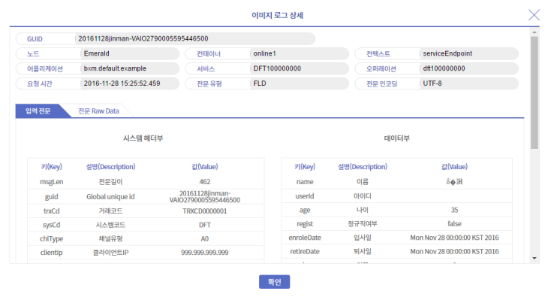 이미지 로그 상세
GUID 20161128jinman-VAIO2790005595446500
노드 Emerald 컨테이너 online1 컨텍스트 serviceEndpoint
어플리케이션 bxm.default.example 서비스 DFT100000000 오퍼레이션 dft100000000
요청 시간 2016-11-28 15:25:52.459 전문 유형 FLD 전문 인코딩 UTF-8
입력 전문 전문 Raw Data
시스템 헤더부 데이터부
키(Key) 설명(Description) 값(Value) 키(Key) 설명(Description) 값(Value)
msgLen 전문길이 462 name 이름
guid Global unique id 20161128jinman-VAIO2790005595446500 userId 아이디
trxCd 거래코드 TRXCD0000001 age 나이 35
sysCd 시스템코드 DFT regist 정규직여부 false
chlType 채널유형 A0 enroleDate 입사일 Mon Nov 28 00:00:00 KST 2016
clientIp 클라이언트IP 999.999.999.999 retireDate 퇴사일 Mon Nov 28 00:00:00 KST 2016
확인